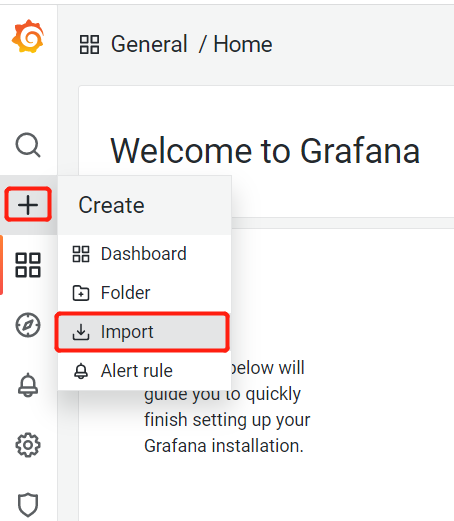 General / Home
Welcome to Grafana
Create
Dashboard
Folder
Import
Alert rule
below will
guide you to quickly
finish setting up your
Grafana installation.